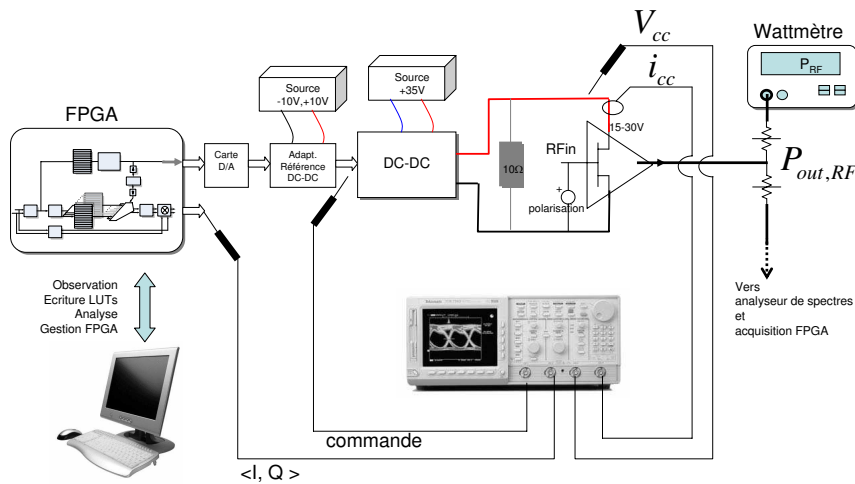 V_cc
i_cc
Wattmètre
P_RF
Source
-10V,+10V
Source
+35V
FPGA
Carte
D/A
Adapt.
Référence
DC-DC
DC-DC
10Ω
15-30V
RFin
+
polarisation
P_out,RF
Observation
Ecriture LUTs
Analyse
Gestion FPGA
Vers
analyseur de spectres
et
acquisition FPGA
Tektronix
commande
<I, Q >